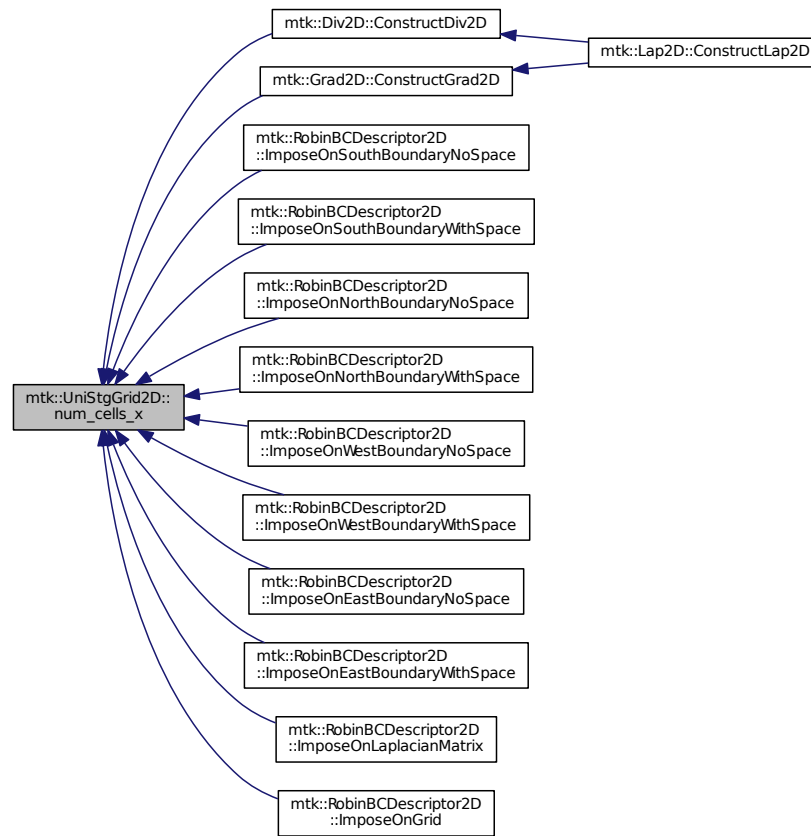 mtk::Div2D::ConstructDiv2D
mtk::Lap2D::ConstructLap2D
mtk::Grad2D::ConstructGrad2D
mtk::RobinBCDescriptor2D
::ImposeOnSouthBoundaryNoSpace
mtk::RobinBCDescriptor2D
::ImposeOnSouthBoundaryWithSpace
mtk::RobinBCDescriptor2D
::ImposeOnNorthBoundaryNoSpace
mtk::RobinBCDescriptor2D
::ImposeOnNorthBoundaryWithSpace
mtk::UniStgGrid2D::
num_cells_x
mtk::RobinBCDescriptor2D
::ImposeOnWestBoundaryNoSpace
mtk::RobinBCDescriptor2D
::ImposeOnWestBoundaryWithSpace
mtk::RobinBCDescriptor2D
::ImposeOnEastBoundaryNoSpace
mtk::RobinBCDescriptor2D
::ImposeOnEastBoundaryWithSpace
mtk::RobinBCDescriptor2D
::ImposeOnLaplacianMatrix
mtk::RobinBCDescriptor2D
::ImposeOnGrid